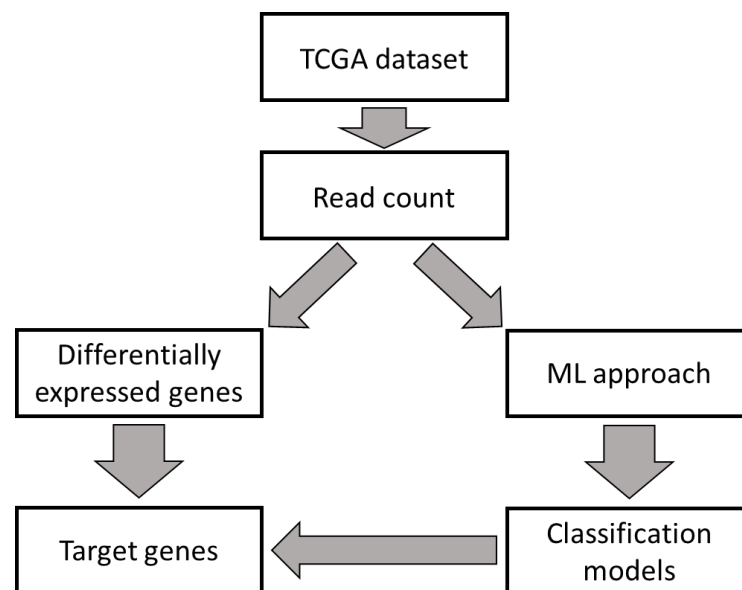 TCGA dataset
Read count
Differentially
expressed genes
ML approach
Target genes
Classification
models